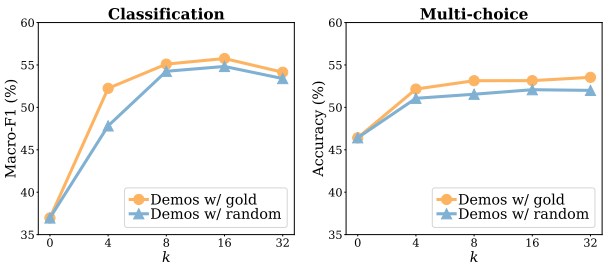 Classification
60
55
50
45
40
35
Macro-F1 (%)
Demos w/ gold
Demos w/ random
0 4 8 16 32
k
Multi-choice
60
55
50
45
40
35
Accuracy (%)
Demos w/ gold
Demos w/ random
0 4 8 16 32
k